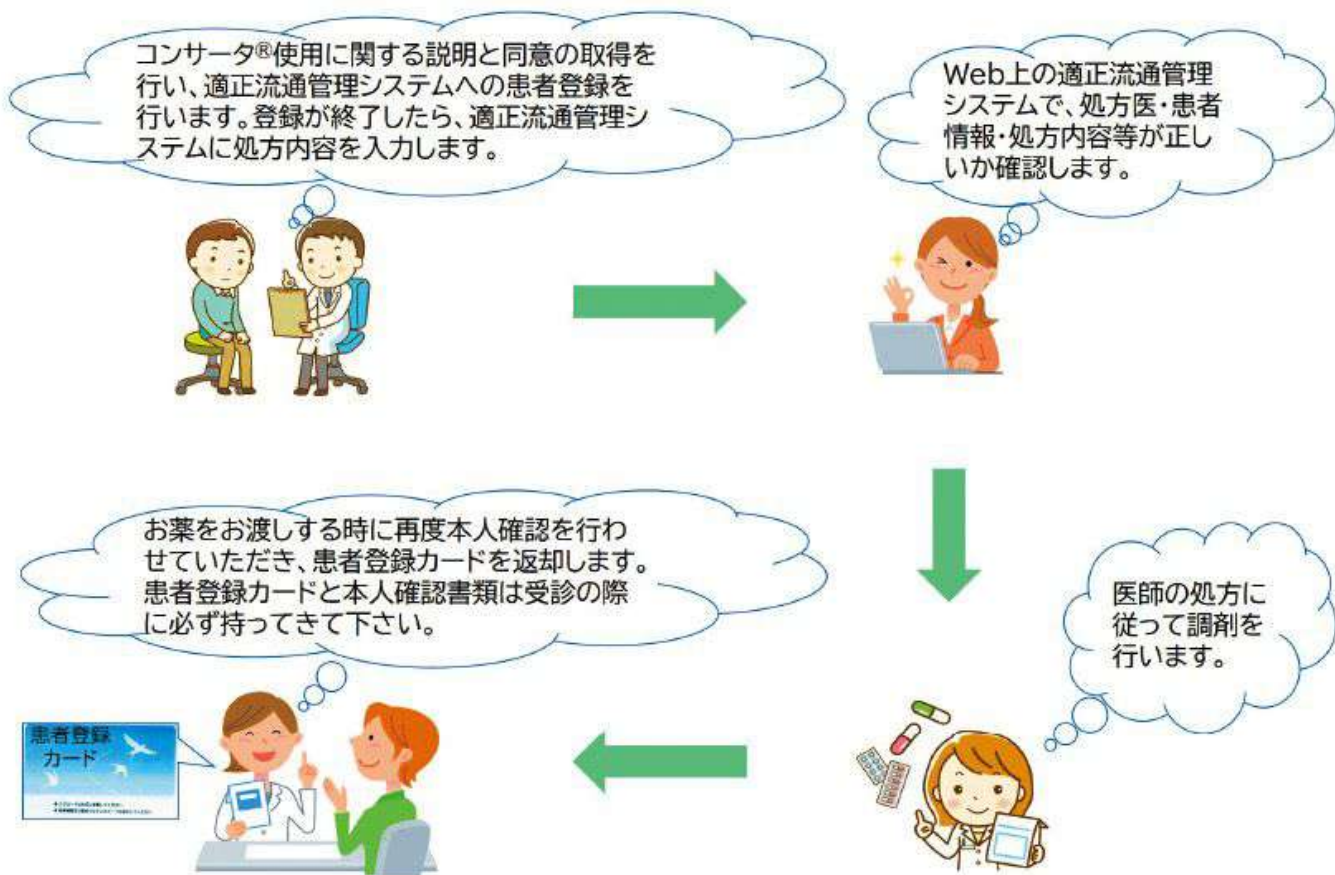 コンサータ®使用に関する説明と同意の取得を
行い、適正流通管理システムへの患者登録を
行います。登録が終了したら、適正流通管理シ
ステムに処方内容を入力します。
Web上の適正流通管理
システムで、処方医・患者
情報・処方内容等が正し
いか確認します。
医師の処方に
従って調剤を
行います。
お薬をお渡しする時に再度本人確認を行わ
せていただき、患者登録カードを返却します。
患者登録カードと本人確認書類は受診の際
に必ず持ってきて下さい。
患者登録
カード